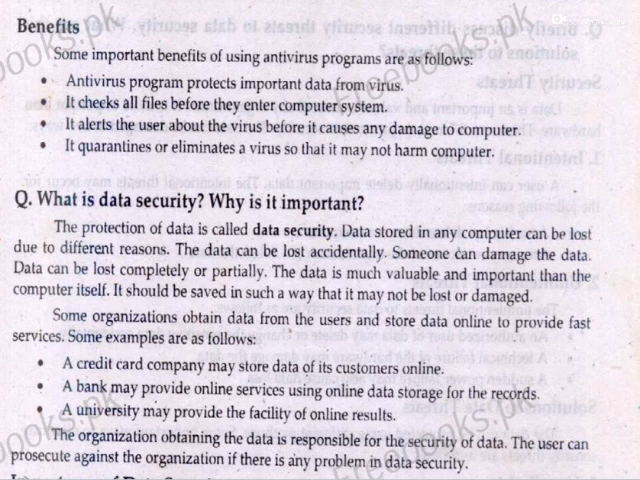 Benefits
Some important benefits of using antivirus programs are as follows:
• Antivirus program protects important data from virus.
• It checks all files before they enter computer system.
• It alerts the user about the virus before it causes any damage to computer.
• It quarantines or eliminates a virus so that it may not harm computer.
Q. What is data security? Why is it important?
The protection of data is called data security. Data stored in any computer can be lost
due to different reasons. The data can be lost accidentally. Someone can damage the data.
Data can be lost completely or partially. The data is much valuable and important than the
computer itself. It should be saved in such a way that it may not be lost or damaged.
Some organizations obtain data from the users and store data online to provide fast
services. Some examples are as follows:
• A credit card company may store data of its customers online.
• A bank may provide online services using online data storage for the records.
• A university may provide the facility of online results.
The organization obtaining the data is responsible for the security of data. The user can
prosecute against the organization if there is any problem in data security.